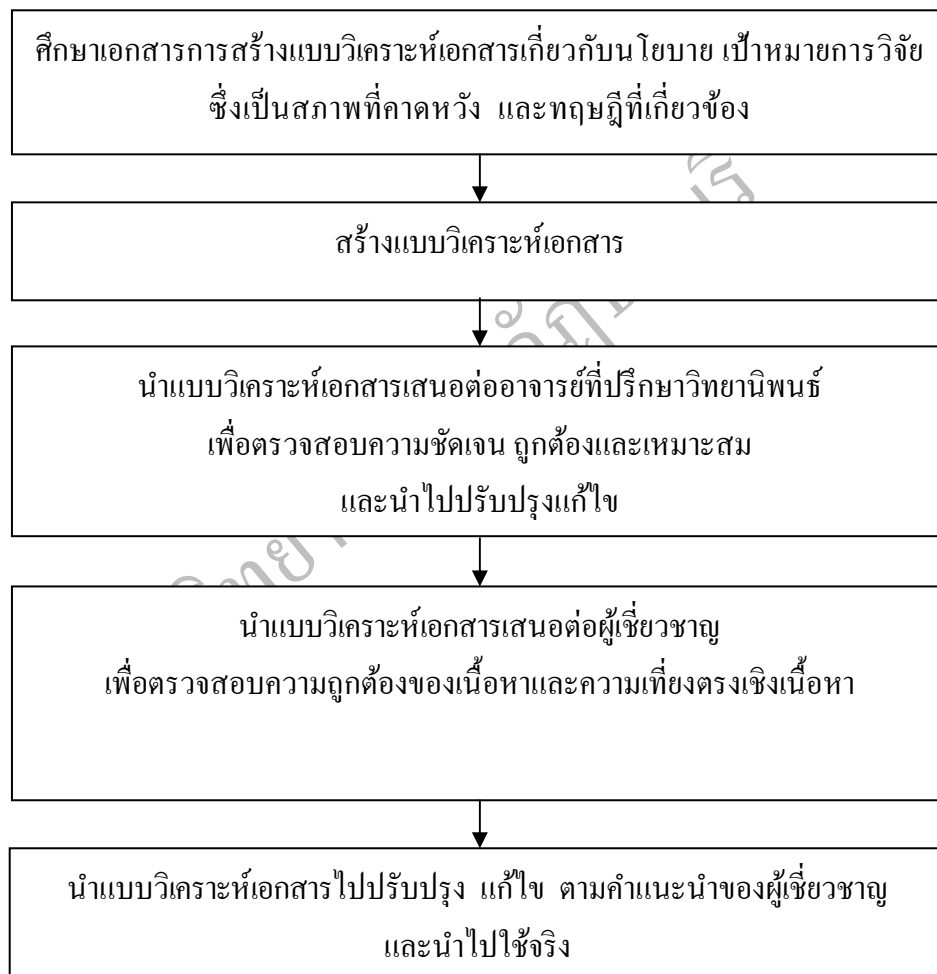 ศึกษาเอกสารการสร้างแบบวิเคราะห์เอกสารเกี่ยวกับนโยบาย เป้าหมายการวิจัย
ซึ่งเป็นสภาพที่คาดหวัง และทฤษฎีที่เกี่ยวข้อง
สร้างแบบวิเคราะห์เอกสาร
นำแบบวิเคราะห์เอกสารเสนอต่ออาจารย์ที่ปรึกษาวิทยานิพนธ์
เพื่อตรวจสอบความชัดเจน ถูกต้องและเหมาะสม
และนำไปปรับปรุงแก้ไข
นำแบบวิเคราะห์เอกสารเสนอต่อผู้เชี่ยวชาญ
เพื่อตรวจสอบความถูกต้องของเนื้อหาและความเที่ยงตรงเชิงเนื้อหา
นำแบบวิเคราะห์เอกสารไปปรับปรุง แก้ไข ตามคำแนะนำของผู้เชี่ยวชาญ
และนำไปใช้จริง